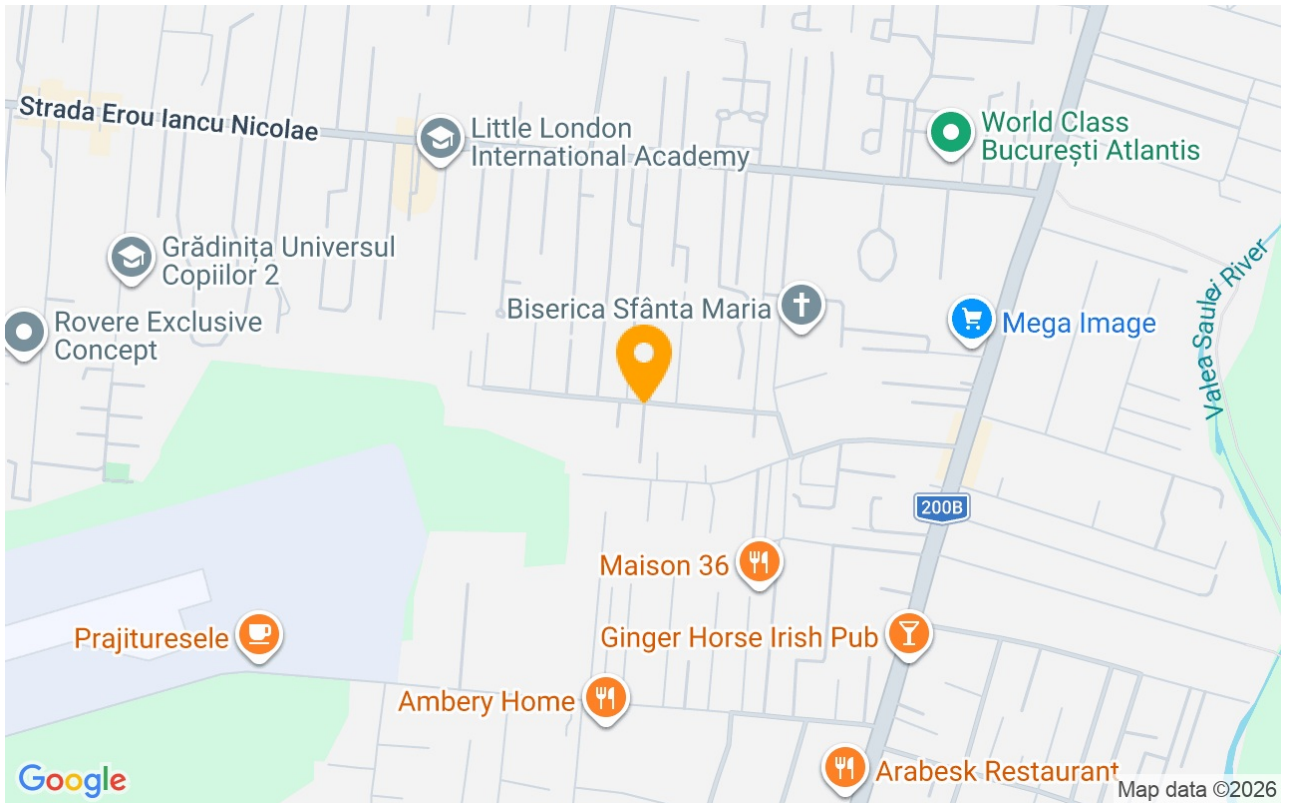 Strada Erou Iancu Nicolae
Little London
International Academy
World Class
București Atlantis
Grădinița Universul
Copiilor 2
Valea Saulei River
Biserica Sfânta Maria
Rovere Exclusive
Concept
Mega Image
200B
Maison 36
Prajituresele
Ginger Horse Irish Pub
Ambery Home
Arabesk Restaurant
Google
Map data ©2026